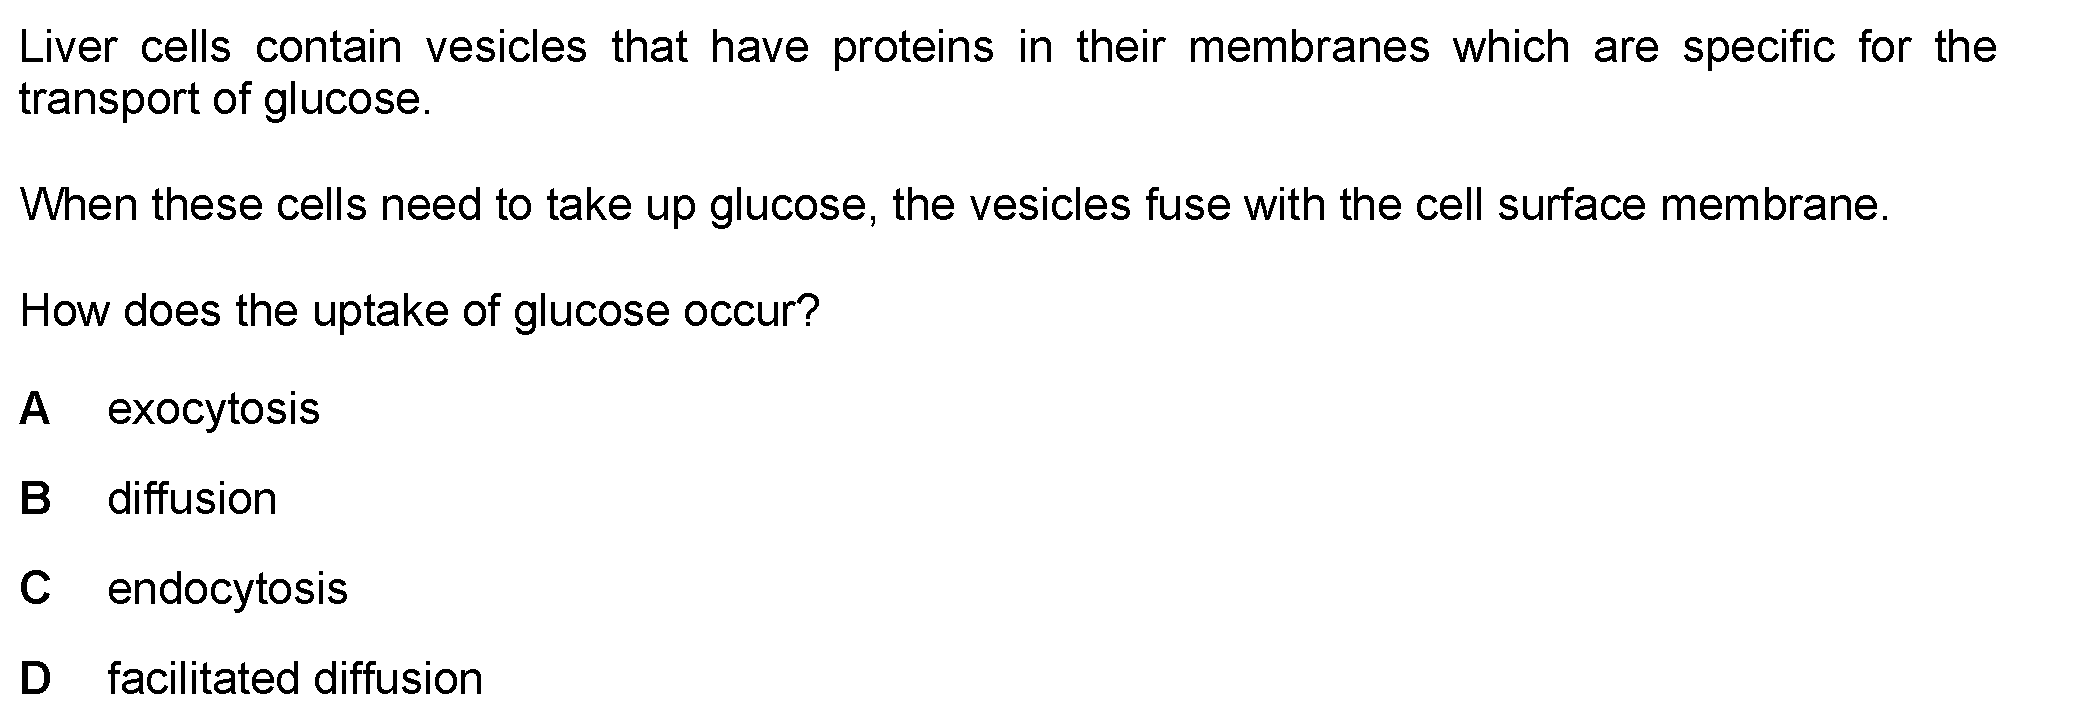 Liver cells contain vesicles that have proteins in their membranes which are specific for the
transport of glucose.
When these cells need to take up glucose, the vesicles fuse with the cell surface membrane.
How does the uptake of glucose occur?
A exocytosis
B diffusion
C endocytosis
D facilitated diffusion